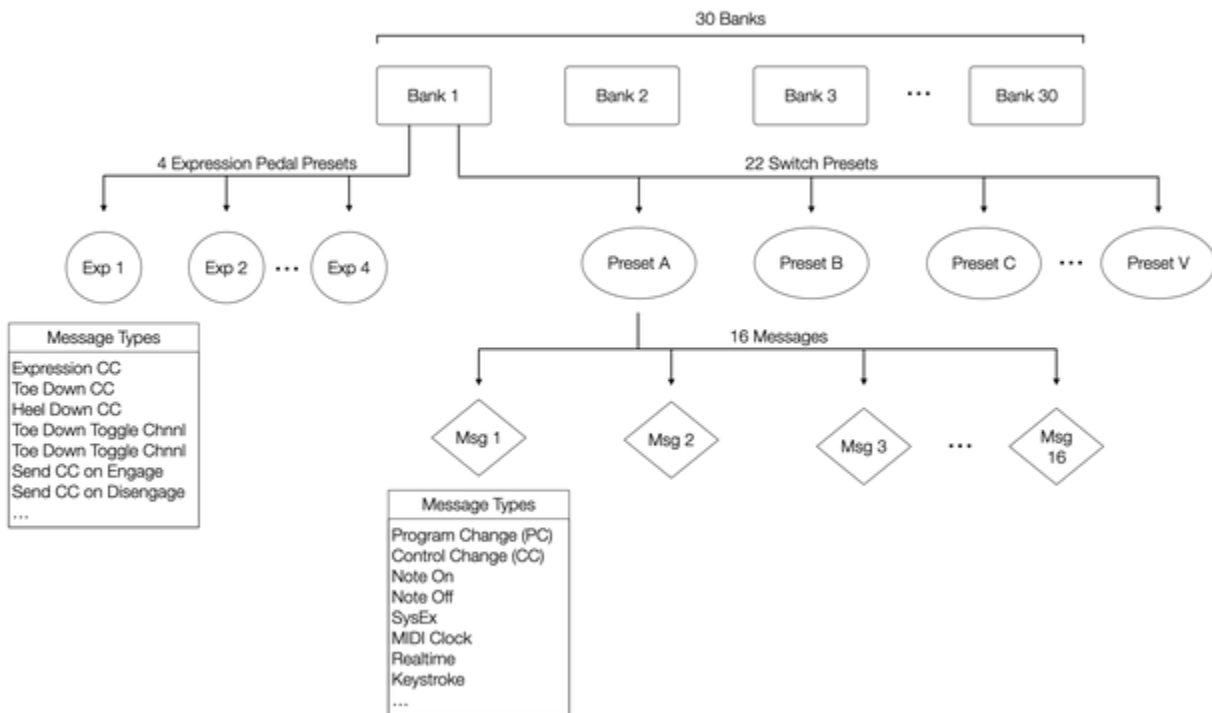 30 Banks
Bank 1
Bank 2
Bank 3
...
Bank 30
4 Expression Pedal Presets
22 Switch Presets
Exp 1
Exp 2
...
Exp 4
Preset A
Preset B
Preset C
...
Preset V
Message Types
Expression CC
Toe Down CC
Heel Down CC
Toe Down Toggle Chnnl
Toe Down Toggle Chnnl
Send CC on Engage
Send CC on Disengage
...
16 Messages
Msg 1
Msg 2
Msg 3
...
Msg
16
Message Types
Program Change (PC)
Control Change (CC)
Note On
Note Off
SysEx
MIDI Clock
Realtime
Keystroke
...